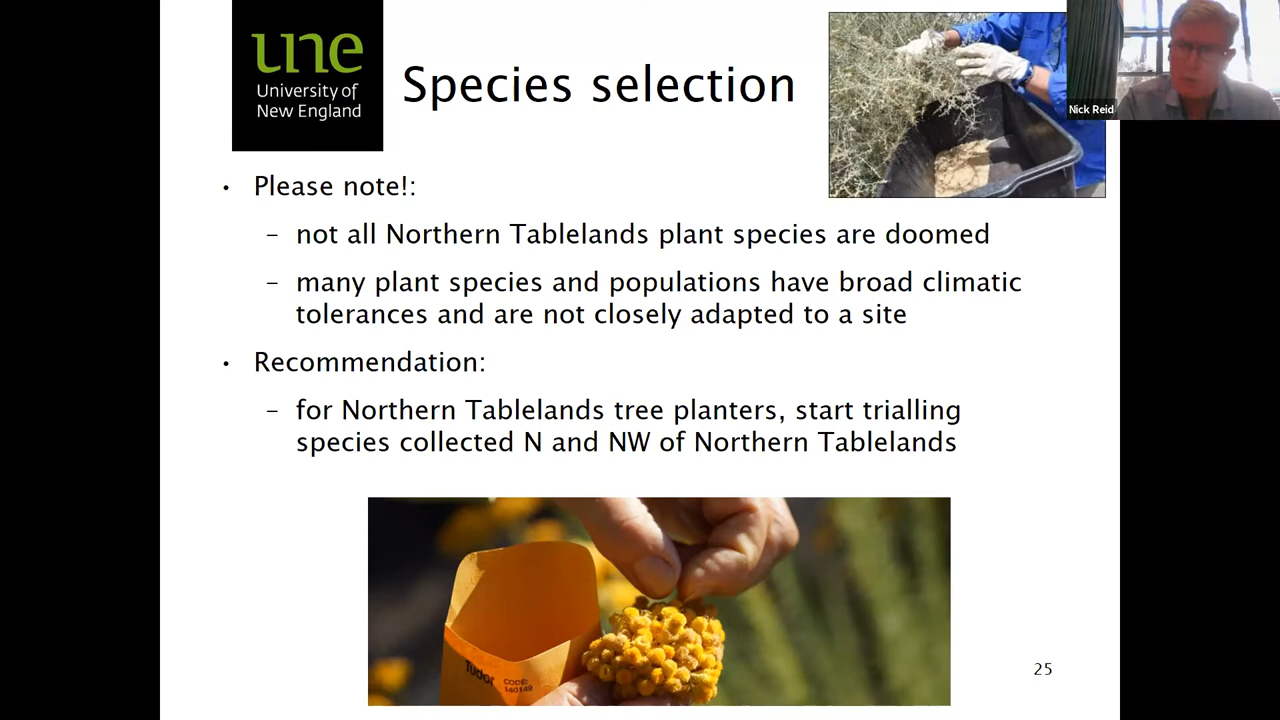 une
University of
New England
Species selection
Nick Reid
• Please note!:
– not all Northern Tablelands plant species are doomed
– many plant species and populations have broad climatic
tolerances and are not closely adapted to a site
• Recommendation:
– for Northern Tablelands tree planters, start trialling
species collected N and NW of Northern Tablelands
Tudor
CODE:
140149
25